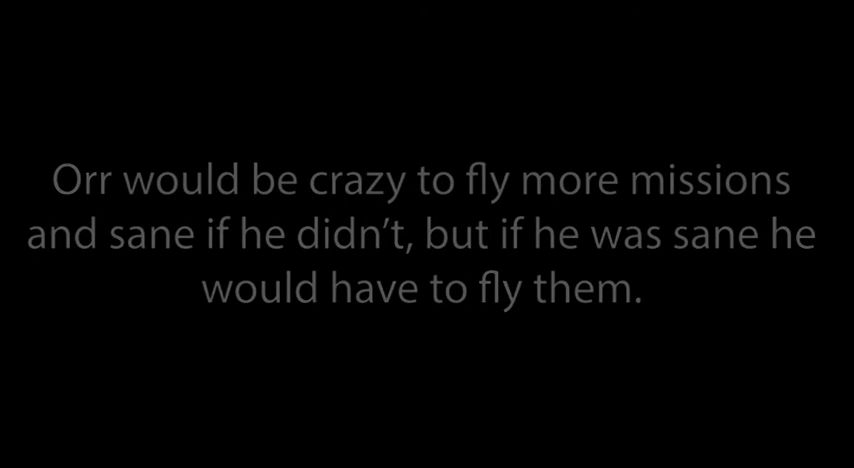 Orr would be crazy to fly more missions
and sane if he didn’t, but if he was sane he
would have to fly them.